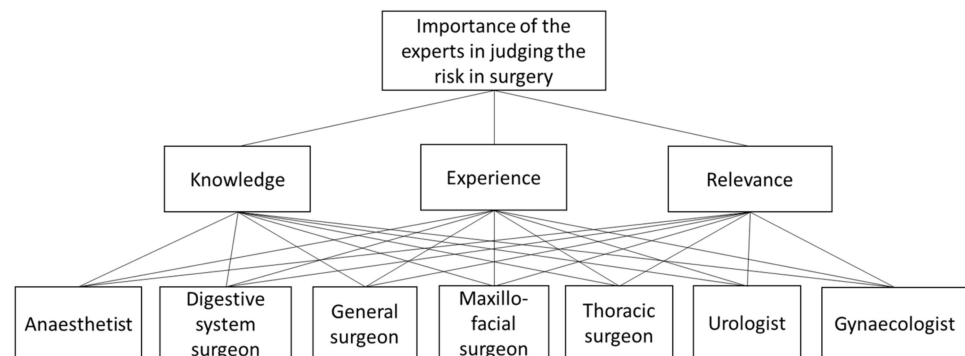 Importance of the
experts in judging the
risk in surgery
Knowledge
Experience
Relevance
Anaesthetist
Digestive
system
surgeon
General
surgeon
Maxillo-
facial
surgeon
Thoracic
surgeon
Urologist
Gynaecologist